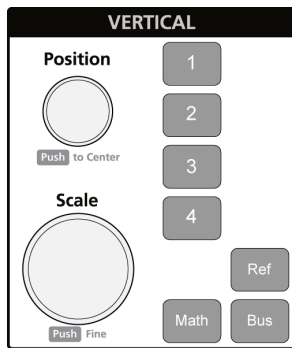 VERTICAL
Position
Push to Center
Scale
Push Fine
1
2
3
4
Ref
Math
Bus